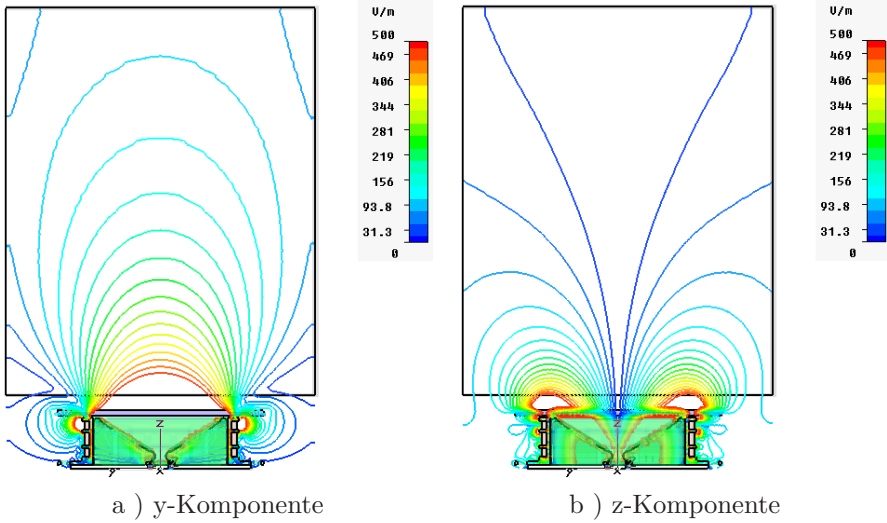 V/m
500
469
406
344
281
219
156
93.8
31.3
0
V/m
500
469
406
344
281
219
156
93.8
31.3
0
z
y
x
z
a ) y-Komponente
b ) z-Komponente